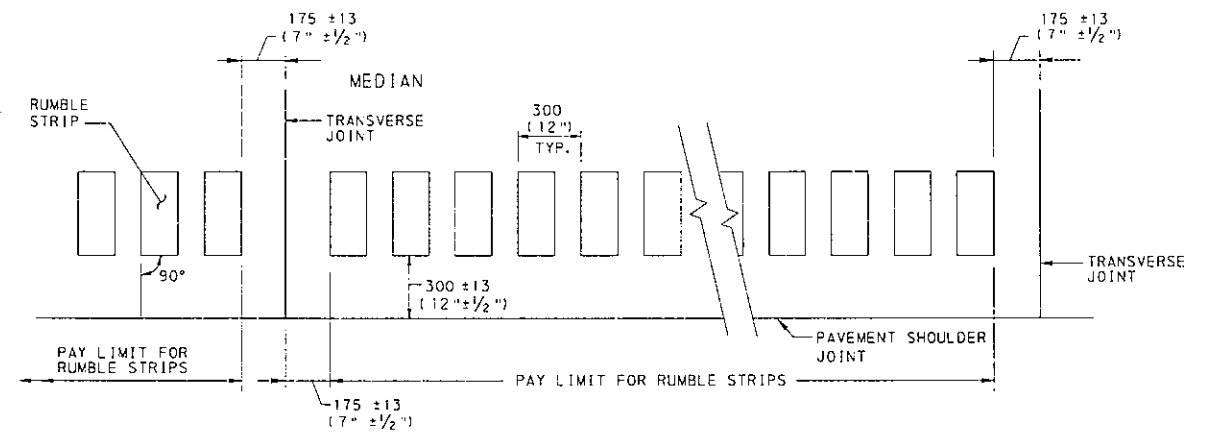 175 ±13
(7" ±1/2")
175 ±13
(7" ±1/2")
MEDIAN
RUMBLE
STRIP
TRANSVERSE
JOINT
300
(12")
TYP.
90°
300 ±13
(12"±1/2")
TRANSVERSE
JOINT
PAVEMENT SHOULDER
JOINT
PAY LIMIT FOR
RUMBLE STRIPS
PAY LIMIT FOR RUMBLE STRIPS
175 ±13
(7" ±1/2")